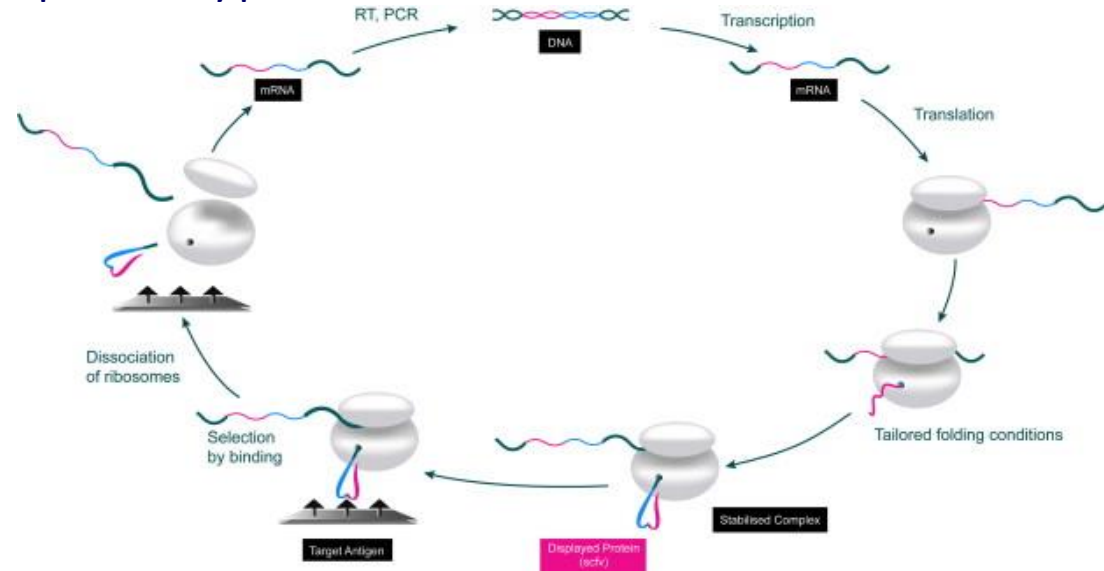 RT, PCR
DNA
Transcription
mRNA
mRNA
Translation
Tailored folding conditions
Stabilised Complex
Displayed Protein
(scfv)
Target Antigen
Selection
by binding
Dissociation
of ribosomes